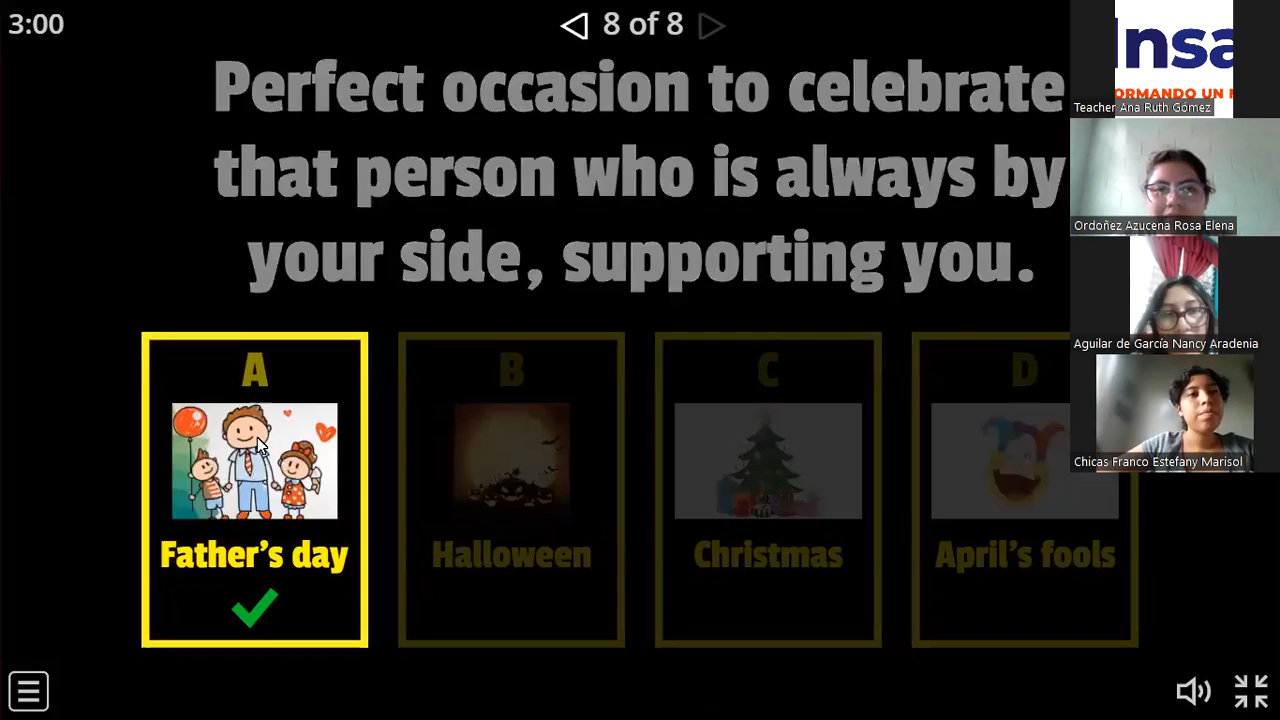 3:00
8 of 8
Perfect occasion to celebrate
that person who is always by
your side, supporting you.
A
Father's day
B
Halloween
C
Christmas
D
April's fools
Insa
ORMANDO UN
Teacher Ana Ruth Gómez
Ordoñez Azucena Rosa Elena
Aguilar de García Nancy Aradenia
Chicas Franco Estefany Marisol